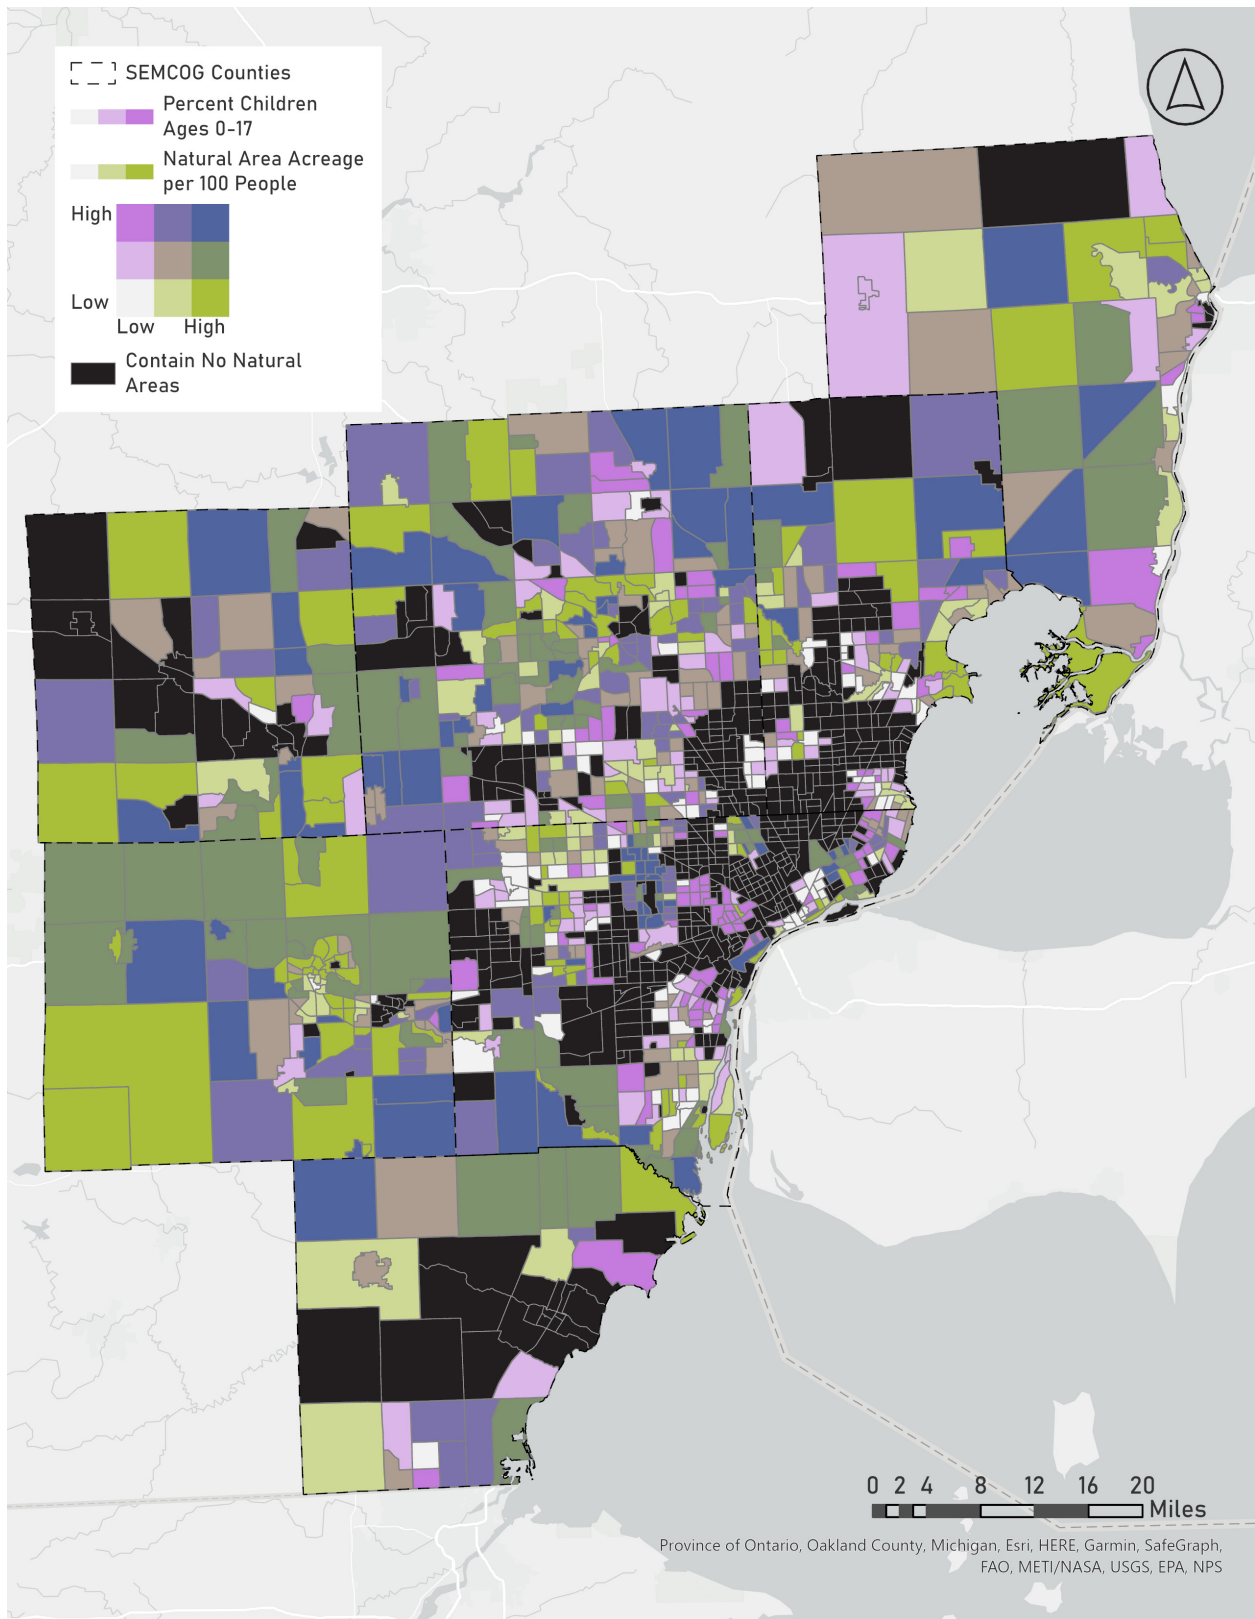 SEMCOG Counties
Percent Children
Ages 0-17
Natural Area Acreage
per 100 People
High
Low
Low High
Contain No Natural
Areas
0 2 4 8 12 16 20
Miles
Province of Ontario, Oakland County, Michigan, Esri, HERE, Garmin, SafeGraph,
FAO, METI/NASA, USGS, EPA, NPS